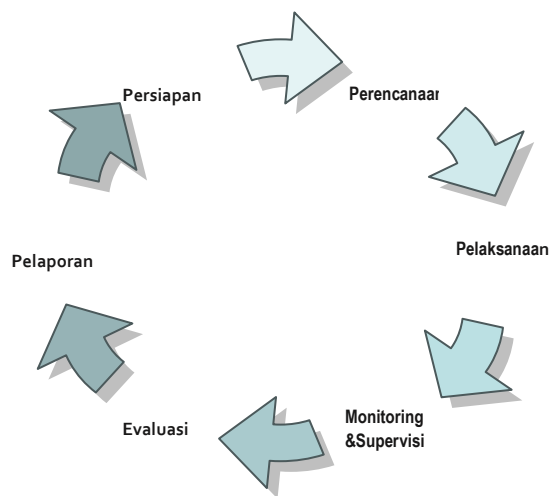 Persiapan
Perencanaan
Pelaksanaan
Monitoring
&Supervisi
Evaluasi
Pelaporan